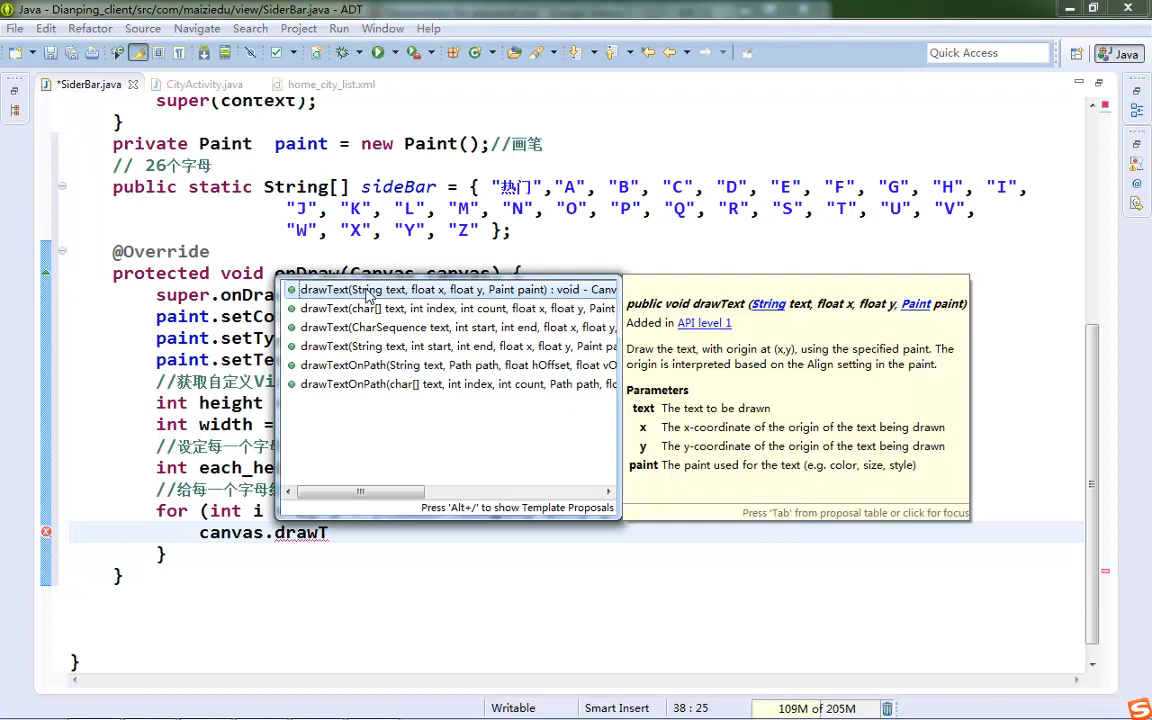 Java - Dianping_client/src/com/maiziedu/view/SiderBar.java - ADT
File Edit Refactor Source Navigate Search Project Run Window Help
Quick Access
Java
*SiderBar.java CityActivity.java home_city_list.xml
super(context);
}
private Paint paint = new Paint();//画笔
// 26个字母
public static String[] sideBar = { "热门","A", "B", "C", "D", "E", "F", "G", "H", "I",
"J", "K", "L", "M", "N", "O", "P", "Q", "R", "S", "T", "U", "V",
"W", "X", "Y", "Z" };
@Override
protected void onDraw(Canvas canvas) {
super.onDra
paint.setCo
paint.setTy
paint.setTe
//获取自定义Vi
int height
int width =
//设定每一个字母
int each_he
//给每一个字母
for (int i
canvas.drawT
}
}
}
drawText(String text, float x, float y, Paint paint) : void - Canv
drawText(char[] text, int index, int count, float x, float y, Paint
drawText(CharSequence text, int start, int end, float x, float y,
drawText(String text, int start, int end, float x, float y, Paint pa
drawTextOnPath(String text, Path path, float hOffset, float vO
drawTextOnPath(char[] text, int index, int count, Path path, flo
Press 'Alt+/' to show Template Proposals
public void drawText (String text, float x, float y, Paint paint)
Added in API level 1
Draw the text, with origin at (x,y), using the specified paint. The
origin is interpreted based on the Align setting in the paint.
Parameters
text The text to be drawn
x The x-coordinate of the origin of the text being drawn
y The y-coordinate of the origin of the text being drawn
paint The paint used for the text (e.g. color, size, style)
Press 'Tab' from proposal table or click for focus
Writable Smart Insert 38 : 25 109M of 205M